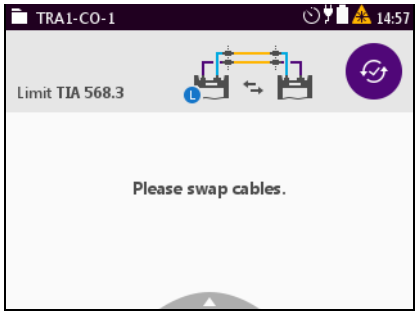 TRA1-CO-1 14:57
Limit TIA 568.3
L
Please swap cables.